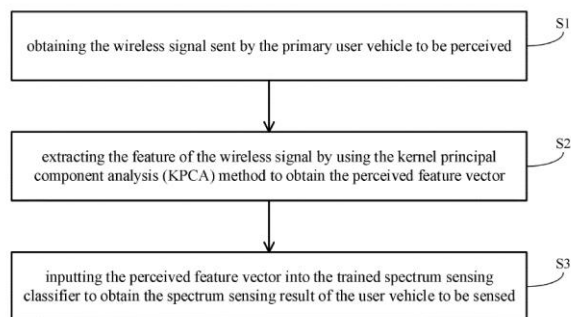 S1
obtaining the wireless signal sent by the primary user vehicle to be perceived
S2
extracting the feature of the wireless signal by using the kernel principal
component analysis (KPCA) method to obtain the perceived feature vector
S3
inputting the perceived feature vector into the trained spectrum sensing
classifier to obtain the spectrum sensing result of the user vehicle to be sensed